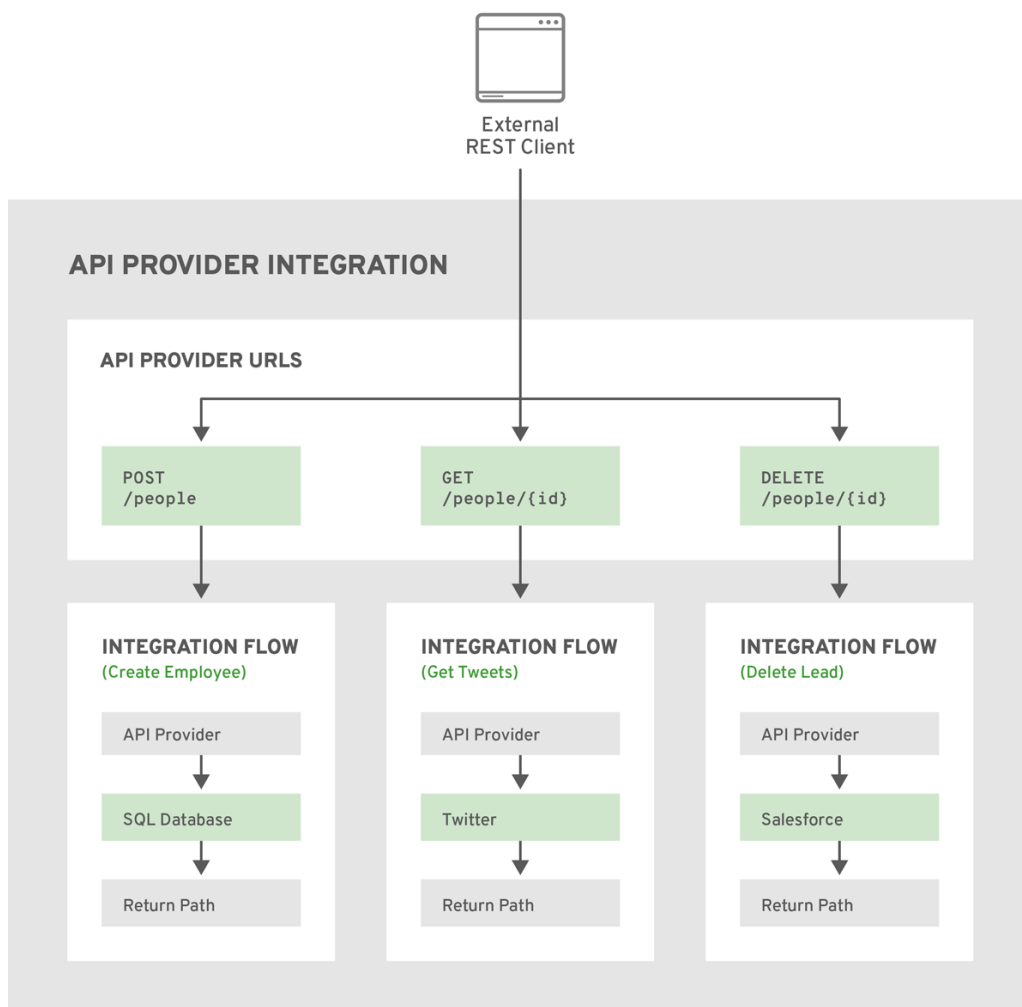 External
REST Client
API PROVIDER INTEGRATION
API PROVIDER URLS
POST
/people
GET
/people/{id}
DELETE
/people/{id}
INTEGRATION FLOW
(Create Employee)
API Provider
SQL Database
Return Path
INTEGRATION FLOW
(Get Tweets)
API Provider
Twitter
Return Path
INTEGRATION FLOW
(Delete Lead)
API Provider
Salesforce
Return Path